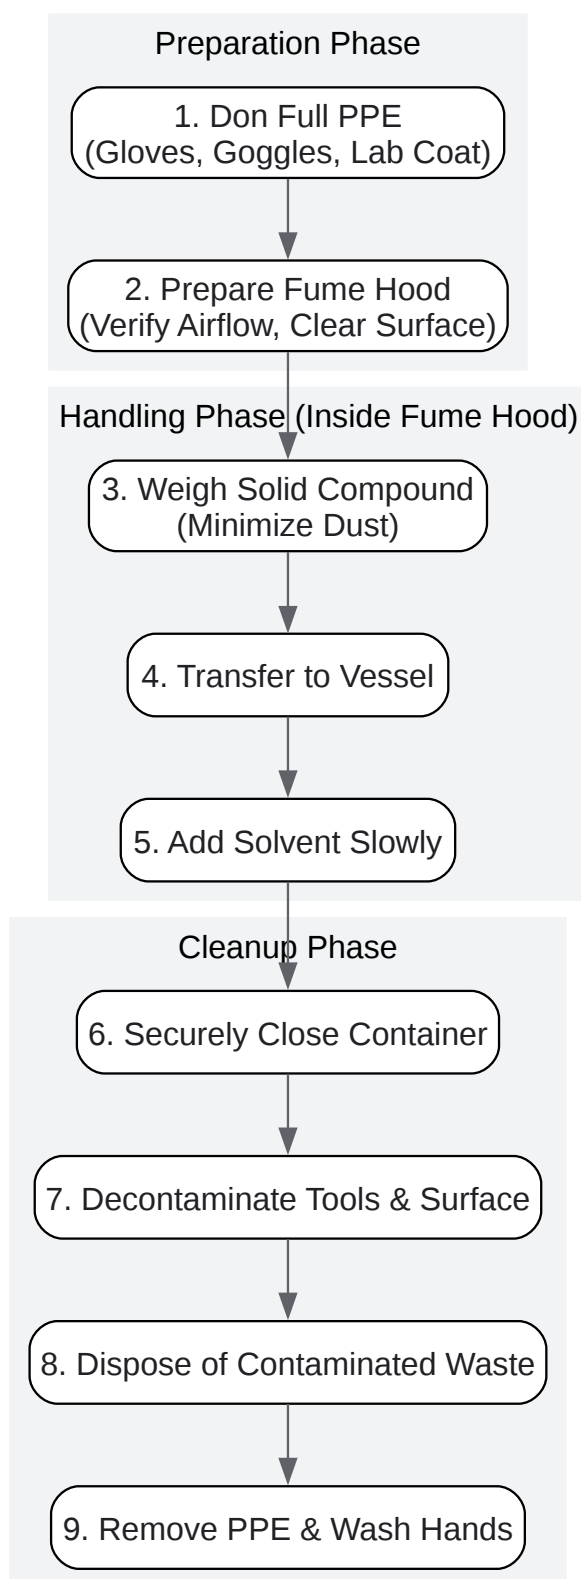 Preparation Phase
1. Don Full PPE
(Gloves, Goggles, Lab Coat)
2. Prepare Fume Hood
(Verify Airflow, Clear Surface)
Handling Phase (Inside Fume Hood)
3. Weigh Solid Compound
(Minimize Dust)
4. Transfer to Vessel
5. Add Solvent Slowly
Cleanup Phase
6. Securely Close Container
7. Decontaminate Tools & Surface
8. Dispose of Contaminated Waste
9. Remove PPE & Wash Hands